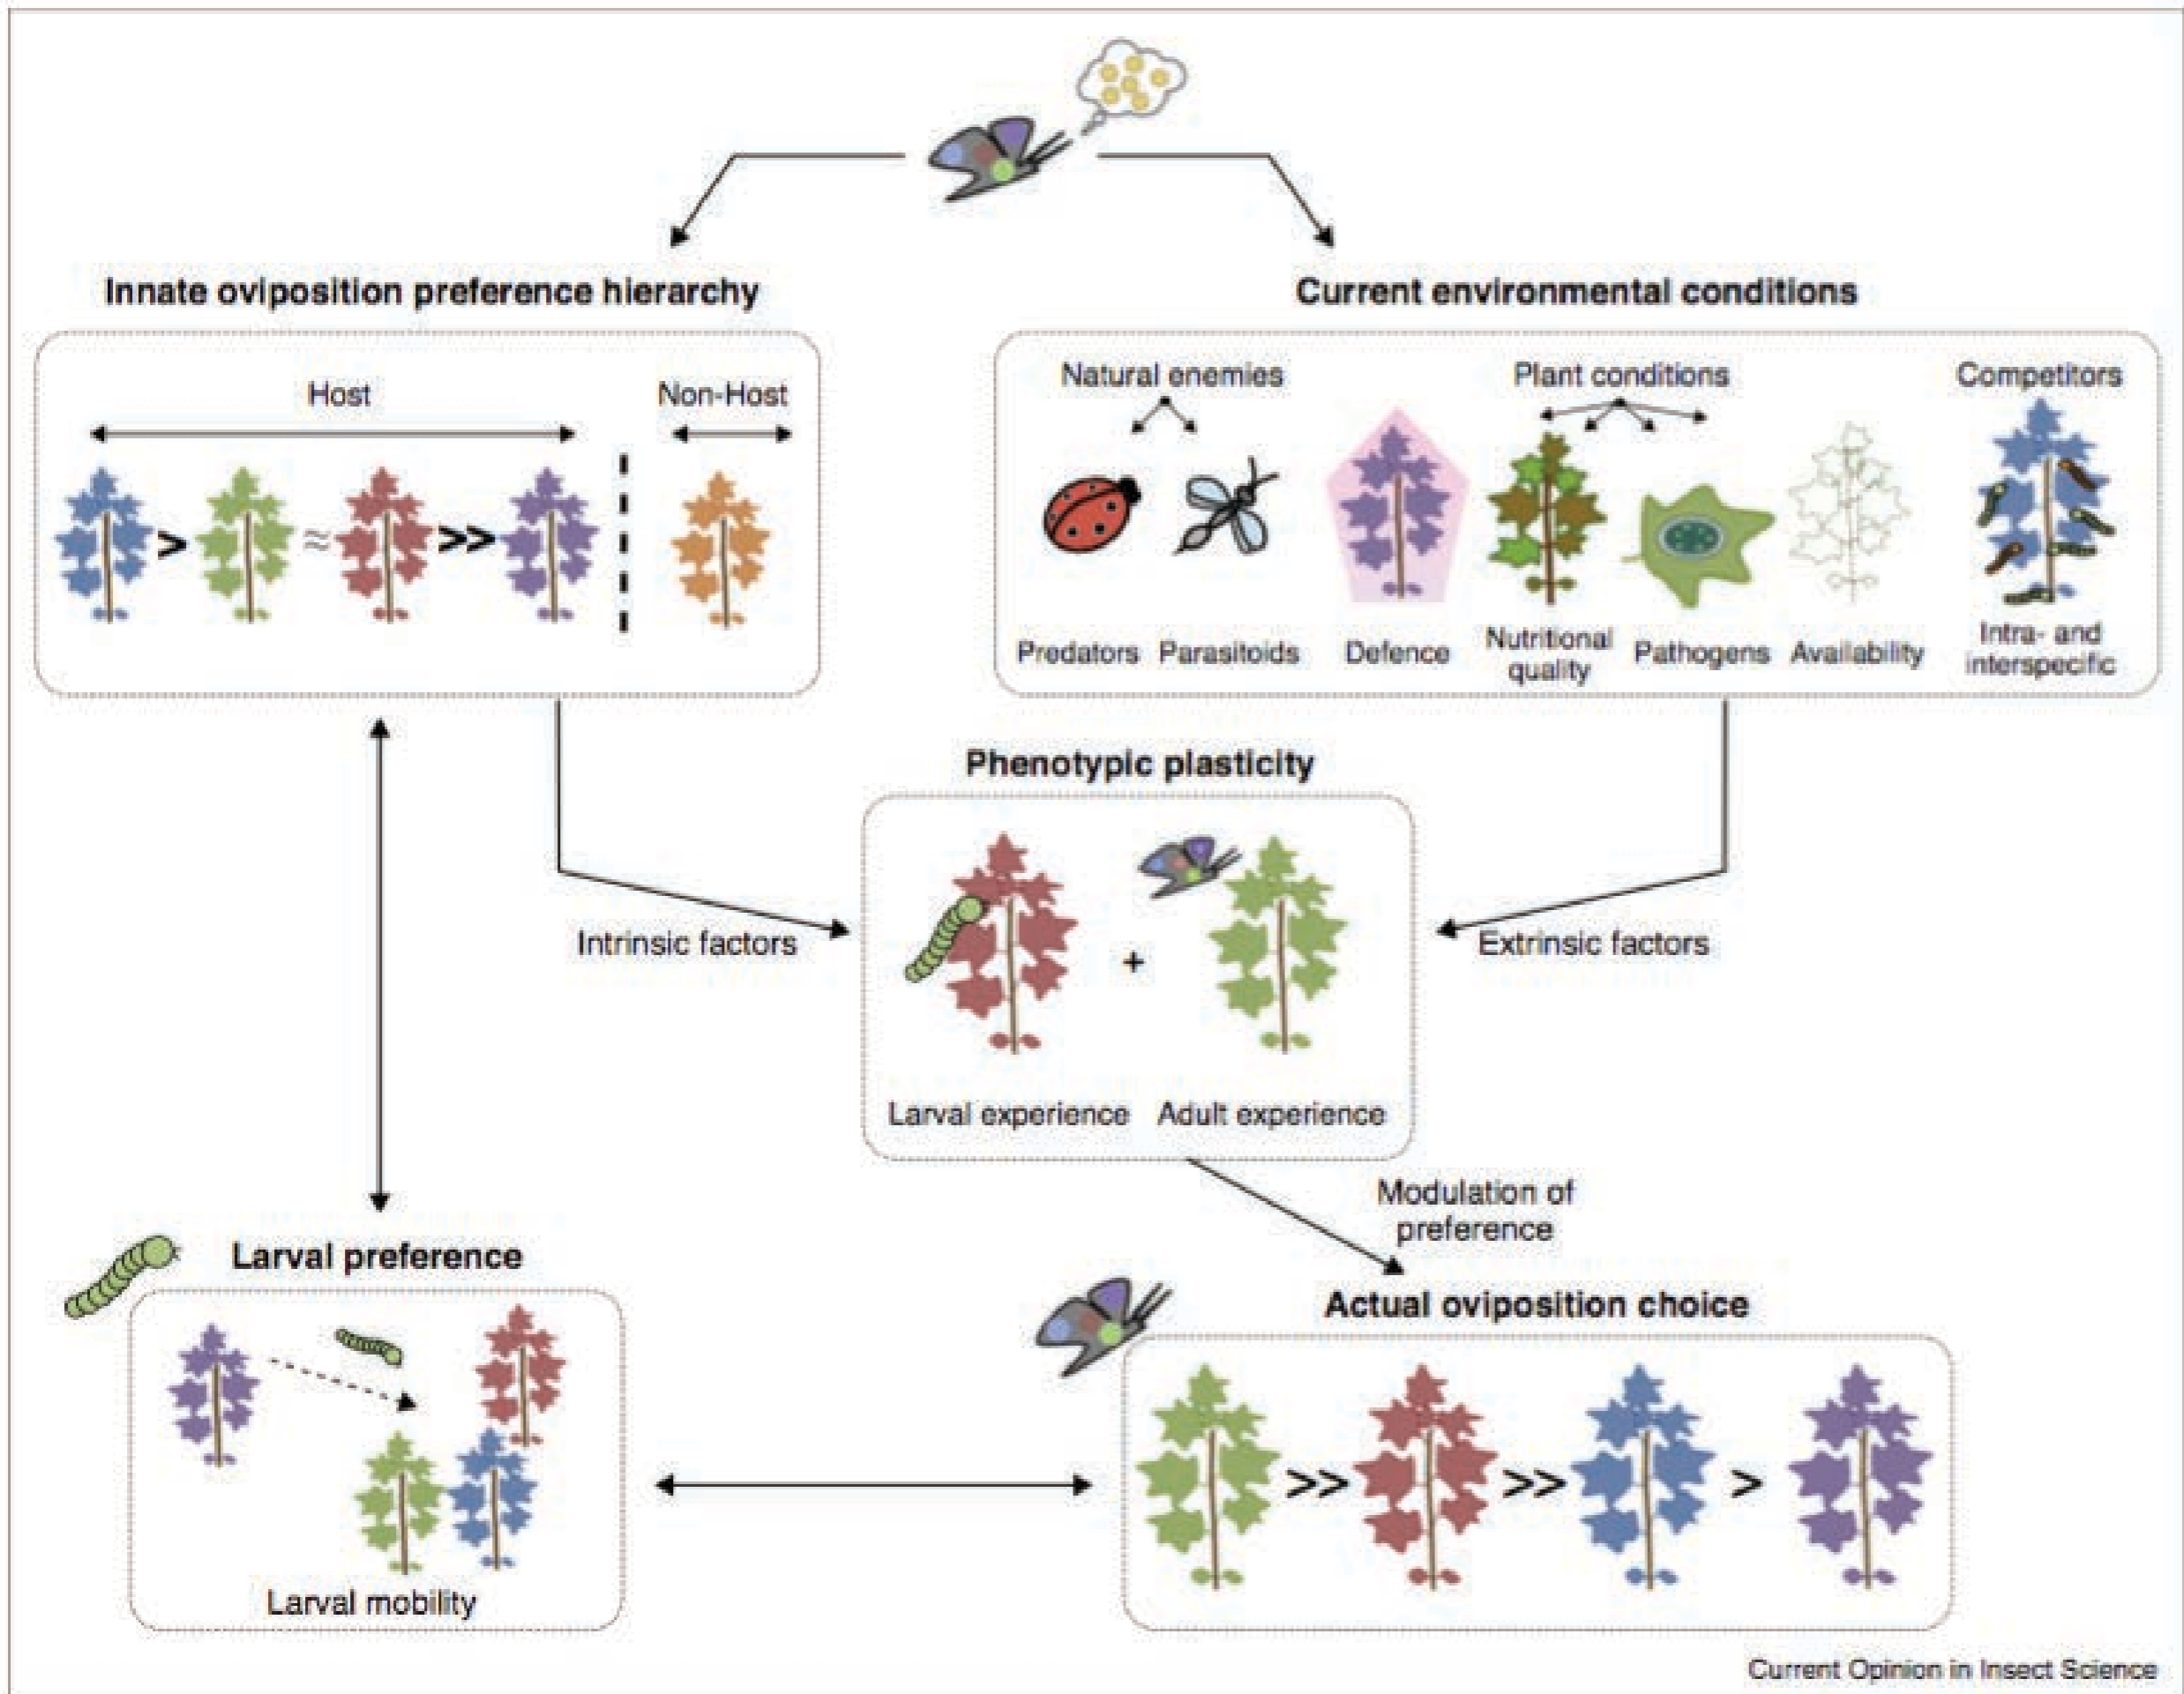 Innate oviposition preference hierarchy
Host
Non-Host
>
≈
>>
Current environmental conditions
Natural enemies
Plant conditions
Competitors
Predators
Parasitoids
Defence
Nutritional
quality
Pathogens
Availability
Intra- and
interspecific
Phenotypic plasticity
Intrinsic factors
+
Extrinsic factors
Larval experience
Adult experience
Modulation of
preference
Larval preference
Larval mobility
Actual oviposition choice
>>
>>
>
Current Opinion in Insect Science